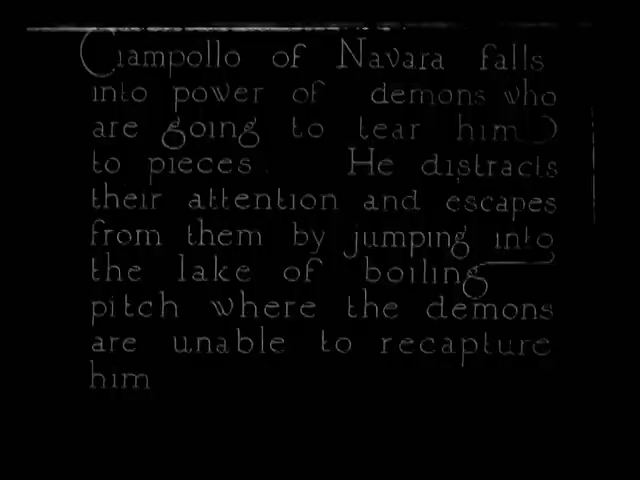 Ciampollo of Navara falls
into power of demons who
are going to tear him
to pieces. He distracts
their attention and escapes
from them by jumping into
the lake of boiling
pitch where the demons
are unable to recapture
him